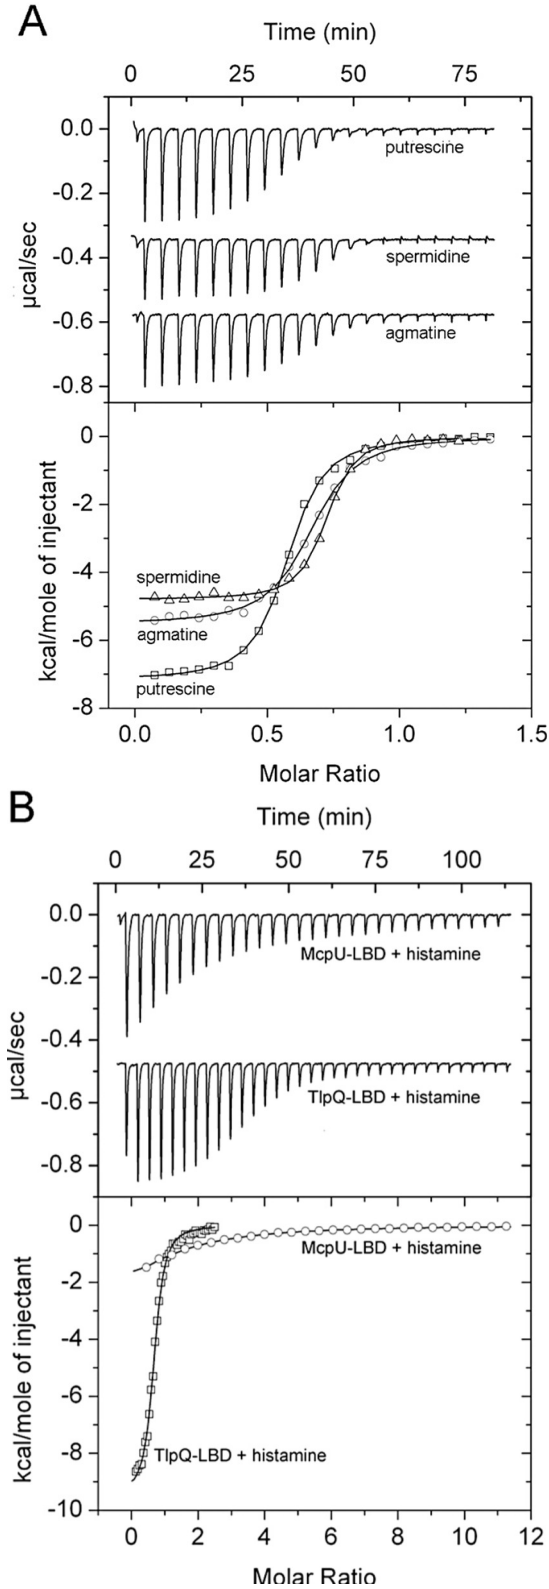 A
Time (min)
0 25 50 75
0.0
putrescine
-0.2
µcal/sec
-0.4
spermidine
-0.6
agmatine
-0.8
0
-2
kcal/mole of injectant
-4
spermidine
agmatine
-6
putrescine
-8
0.0 0.5 1.0 1.5
Molar Ratio
B
Time (min)
0 25 50 75 100
0.0
McpU-LBD + histamine
-0.2
µcal/sec
-0.4
-0.6
TlpQ-LBD + histamine
-0.8
0
McpU-LBD + histamine
-2
kcal/mole of injectant
-4
-6
-8
TlpQ-LBD + histamine
-10
0 2 4 6 8 10 12
Molar Ratio